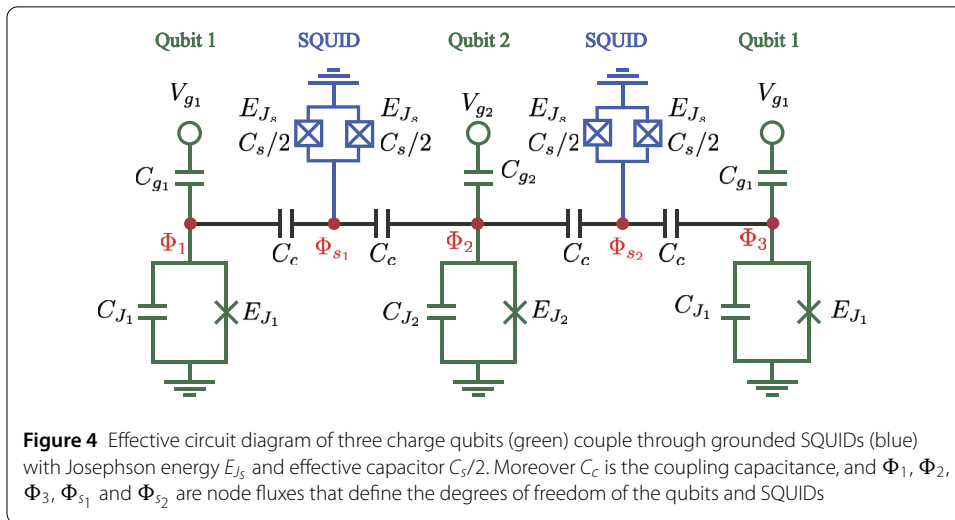 Qubit 1 SQUID Qubit 2 SQUID Qubit 1
V_{g_1} E_{J_s} E_{J_s} V_{g_2} E_{J_s} E_{J_s} V_{g_1}
C_s/2 C_s/2 C_s/2 C_s/2
C_{g_1} C_{g_2} C_{g_1}
Φ_1 C_c Φ_{s_1} C_c Φ_2 C_c Φ_{s_2} C_c Φ_3
C_{J_1} E_{J_1} C_{J_2} E_{J_2} C_{J_1} E_{J_1}
Figure 4 Effective circuit diagram of three charge qubits (green) couple through grounded SQUIDs (blue)
with Josephson energy E_{J_s} and effective capacitor C_s/2. Moreover C_c is the coupling capacitance, and Φ_1, Φ_2,
Φ_3, Φ_{s_1} and Φ_{s_2} are node fluxes that define the degrees of freedom of the qubits and SQUIDs